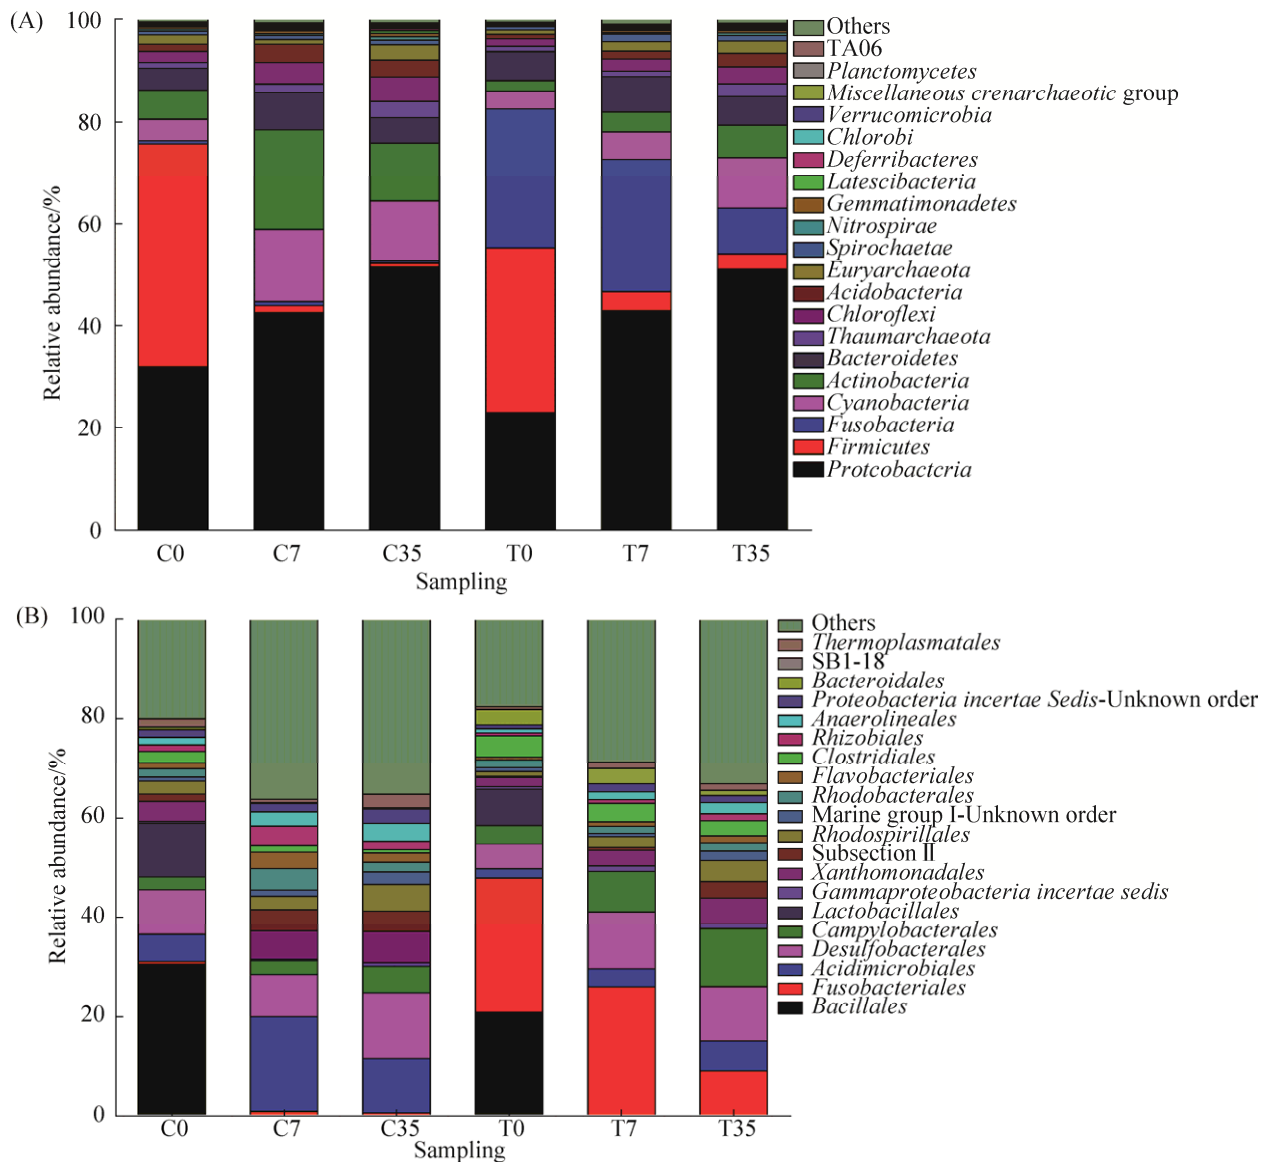 (A)
100
80
60
40
20
0
Relative abundance/%
C0 C7 C35 T0 T7 T35
Sampling
Others
TA06
Planctomycetes
Miscellaneous crenarchaeotic group
Verrucomicrobia
Chlorobi
Deferribacteres
Latescibacteria
Gemmatimonadetes
Nitrospirae
Spirochaetae
Euryarchaeota
Acidobacteria
Chloroflexi
Thaumarchaeota
Bacteroidetes
Actinobacteria
Cyanobacteria
Fusobacteria
Firmicutes
Protcobactcria
(B)
100
80
60
40
20
0
Relative abundance/%
C0 C7 C35 T0 T7 T35
Sampling
Others
Thermoplasmatales
SB1-18
Bacteroidales
Proteobacteria incertae Sedis-Unknown order
Anaerolineales
Rhizobiales
Clostridiales
Flavobacteriales
Rhodobacterales
Marine group I-Unknown order
Rhodospirillales
Subsection Ⅱ
Xanthomonadales
Gammaproteobacteria incertae sedis
Lactobacillales
Campylobacterales
Desulfobacterales
Acidimicrobiales
Fusobacteriales
Bacillales